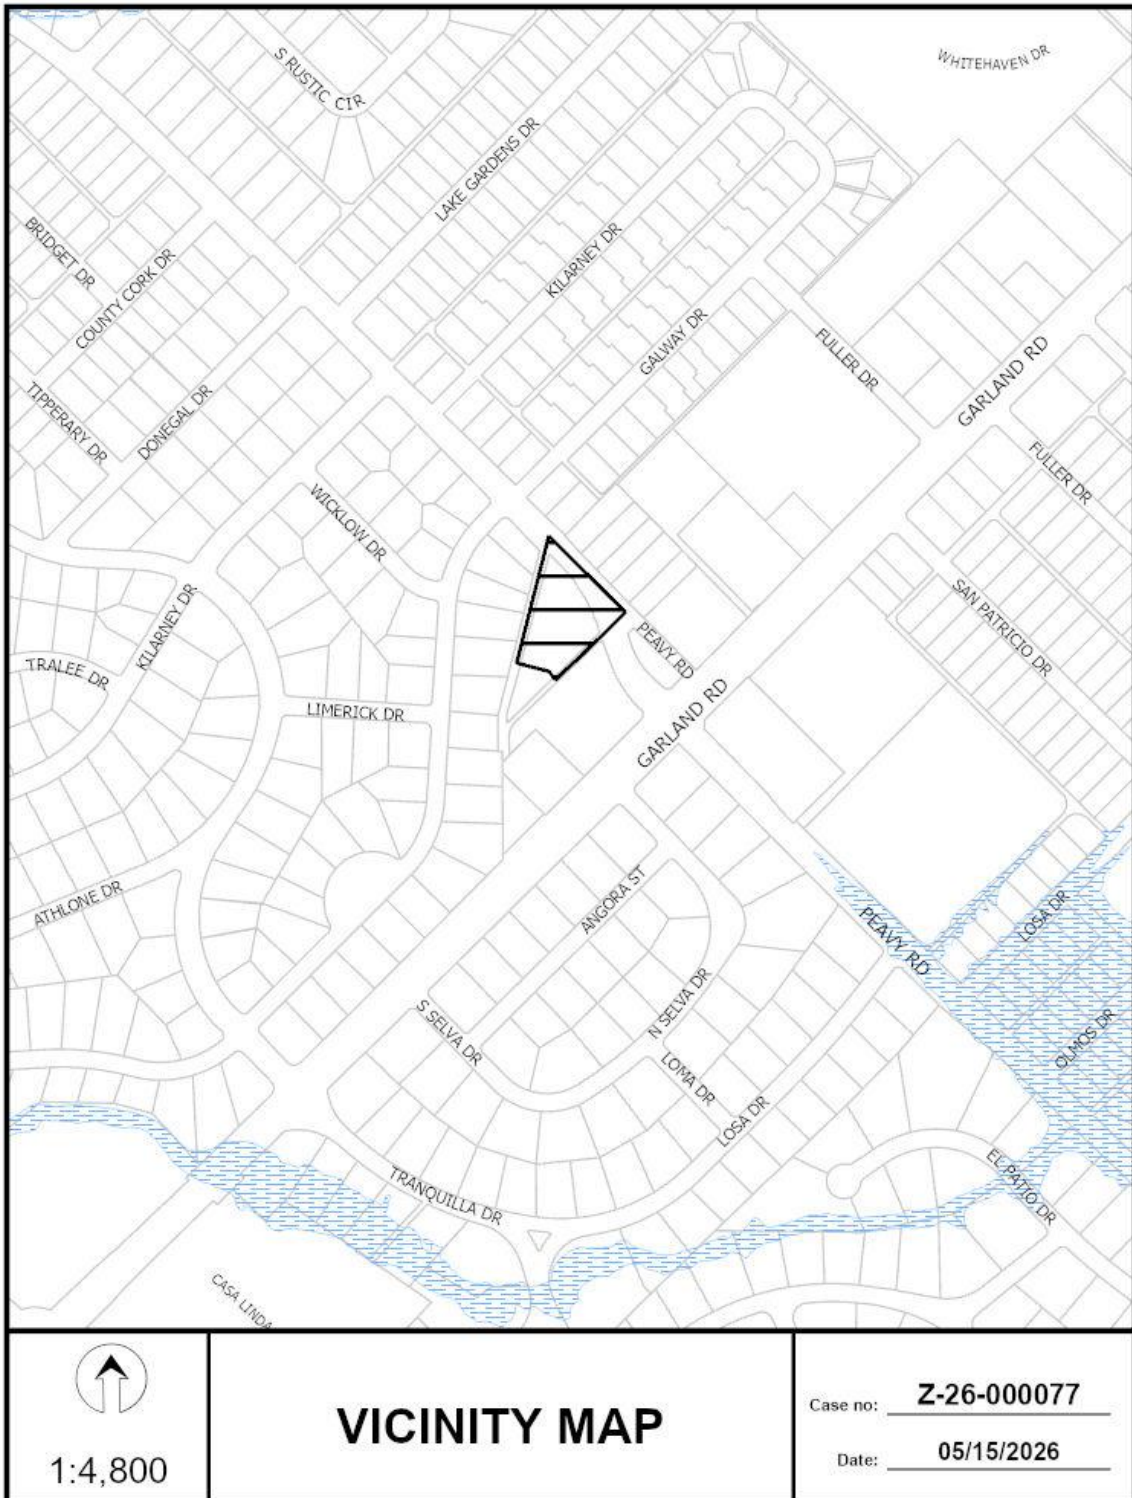 WHITEHAVEN DR
S RUSTIC CIR
LAKE GARDENS DR
BRIDGET DR
COUNTY CORK DR
KILARNEY DR
GALWAY DR
FULLER DR
GARLAND RD
TIPPERARY DR
DONEGAL DR
FULLER DR
WICKLOW DR
SAN PATRICIO DR
KILARNEY DR
PEAVY RD
TRALEE DR
LIMERICK DR
GARLAND RD
ATHLONE DR
ANGORA ST
LOSA DR
PEAVY RD
S SELVA DR
N SELVA DR
OLMOS DR
LOMA DR
LOSA DR
EL PATIO DR
TRANQUILLA DR
CASA LINDA
1:4,800
VICINITY MAP
Case no: Z-26-000077
Date: 05/15/2026